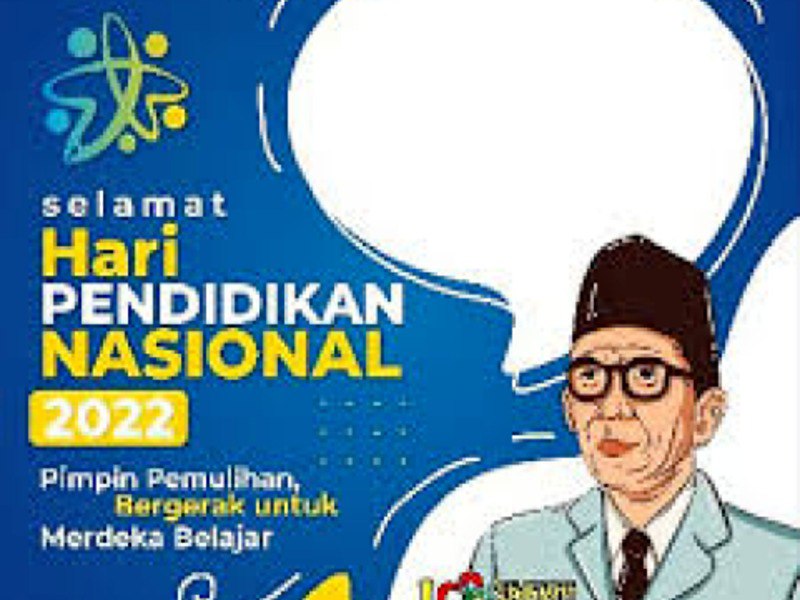 selamat
Hari
PENDIDIKAN
NASIONAL
2022
Pimpin Pemulihan,
Bergerak untuk
Merdeka Belajar